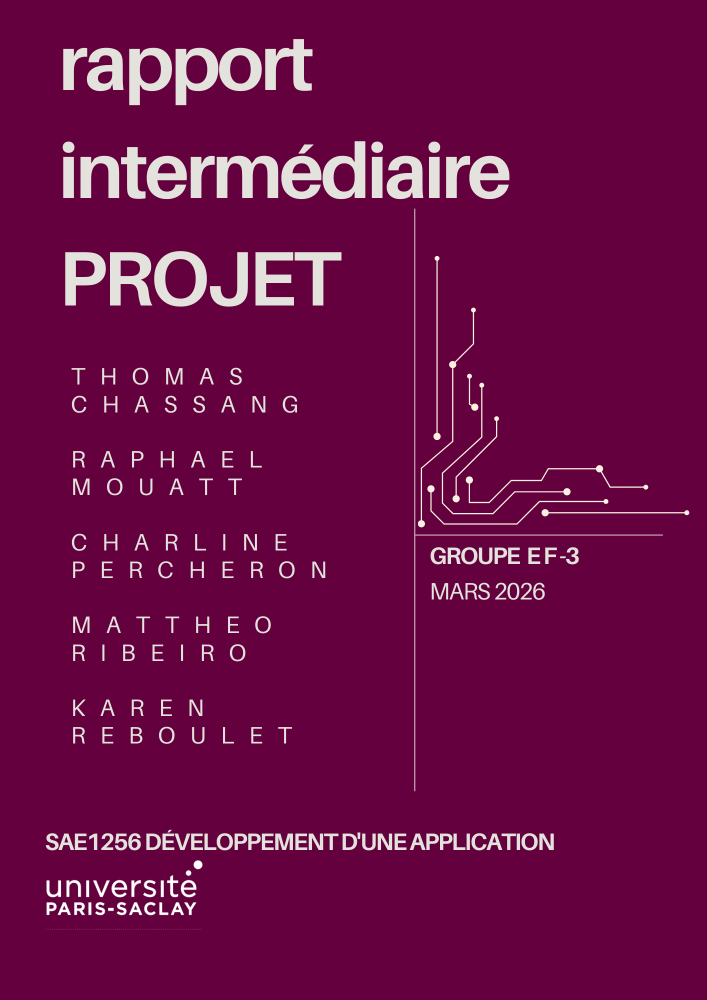 rapport
intermédiaire
PROJET
THOMAS
CHASSANG
RAPHAEL
MOUATT
CHARLINE
PERCHERON
MATTHEO
RIBEIRO
KAREN
REBOULET
GROUPE EF-3
MARS 2026
SAE1256 DÉVELOPPEMENT D'UNE APPLICATION
université
PARIS-SACLAY